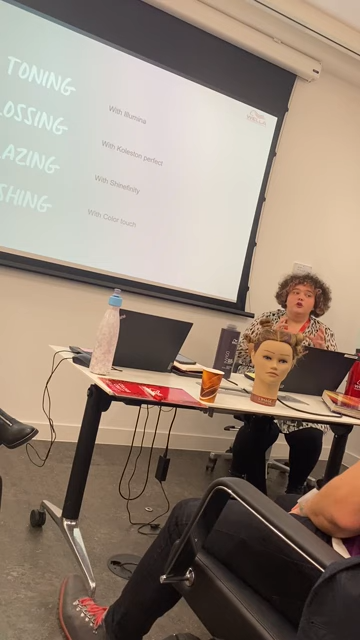 TONING
With Illumina
LOSSING
With Koleston perfect
AZING
With Shinefinity
SHING
With Color touch